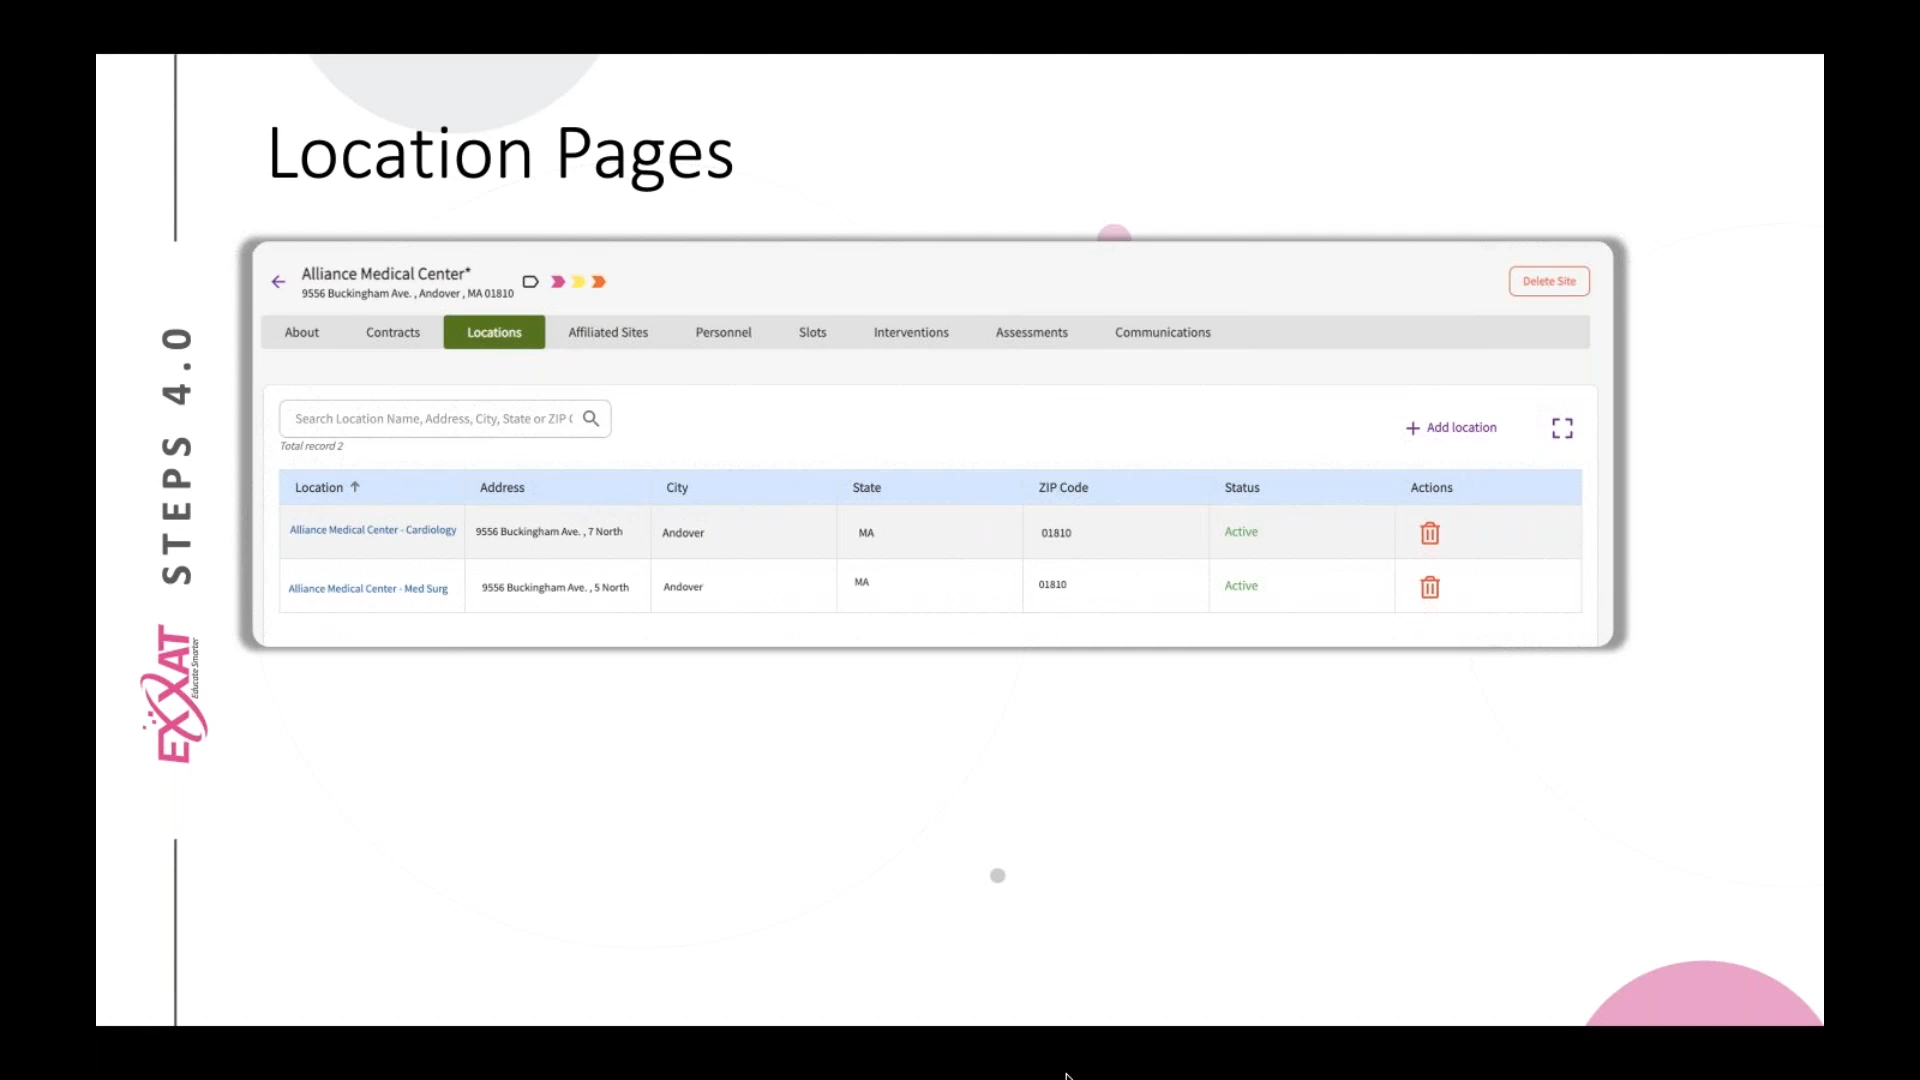 Location Pages
STEPS 4.0
EXXAT
Educate Smarter
Alliance Medical Center*
9556 Buckingham Ave. , Andover , MA 01810
Delete Site
About Contracts Locations Affiliated Sites Personnel Slots Interventions Assessments Communications
Search Location Name, Address, City, State or ZIP C
Total record 2
Add location
Location Address City State ZIP Code Status Actions
Alliance Medical Center - Cardiology 9556 Buckingham Ave. , 7 North Andover MA 01810 Active
Alliance Medical Center - Med Surg 9556 Buckingham Ave. , 5 North Andover MA 01810 Active